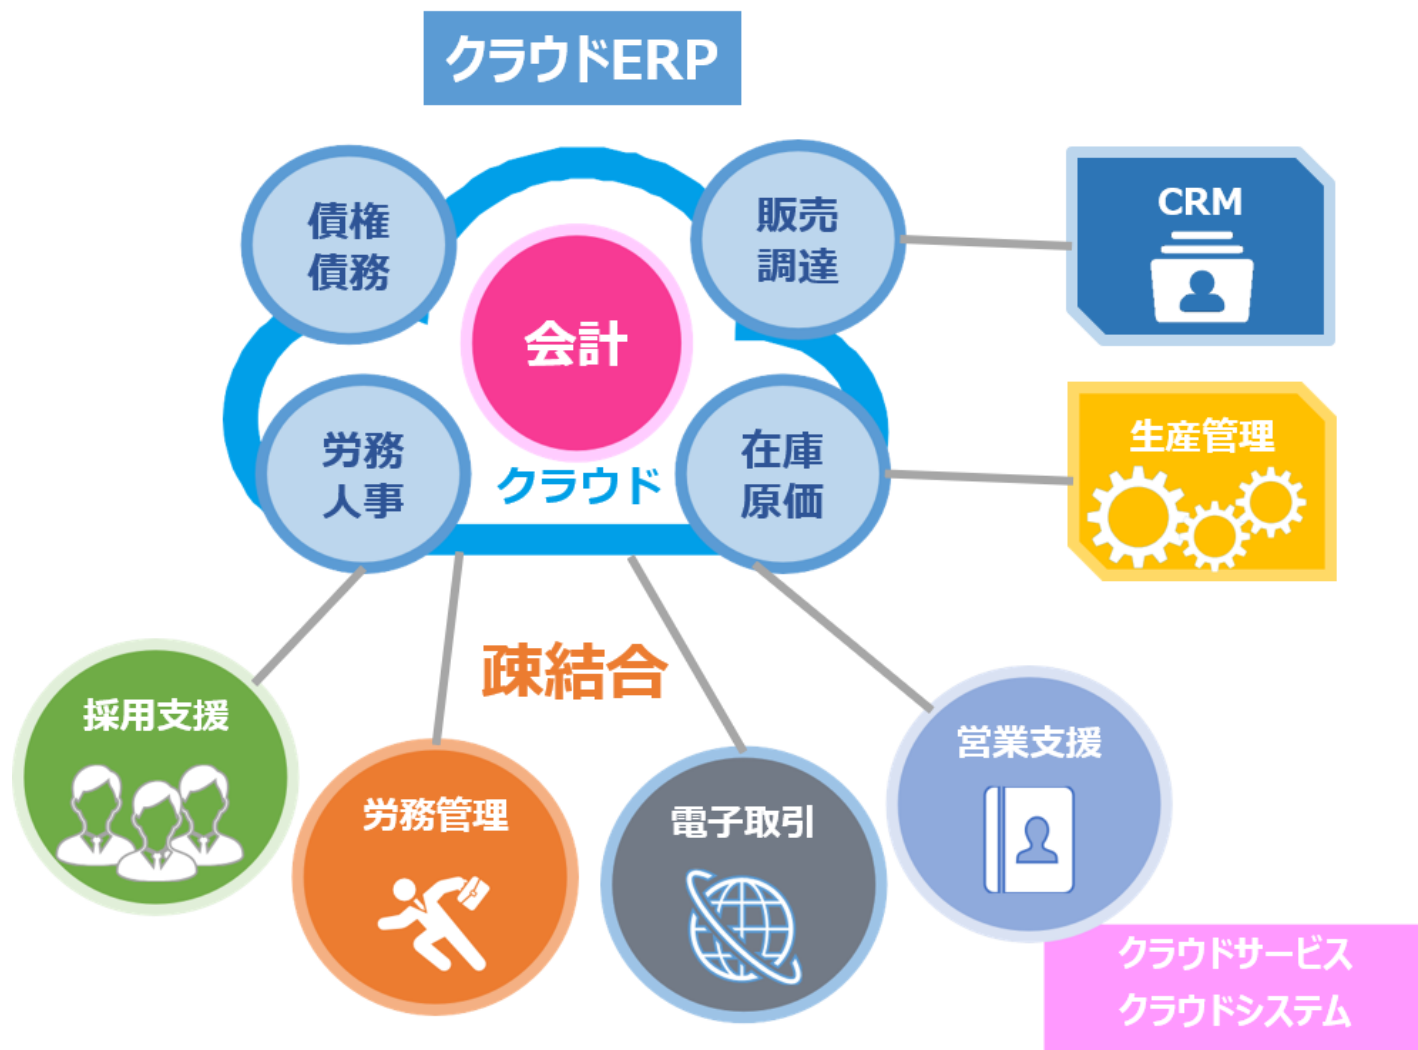 クラウドERP
債権
債務
販売
調達
CRM
会計
生産管理
労務
人事
クラウド
在庫
原価
疎結合
採用支援
労務管理
電子取引
営業支援
クラウドサービス
クラウドシステム